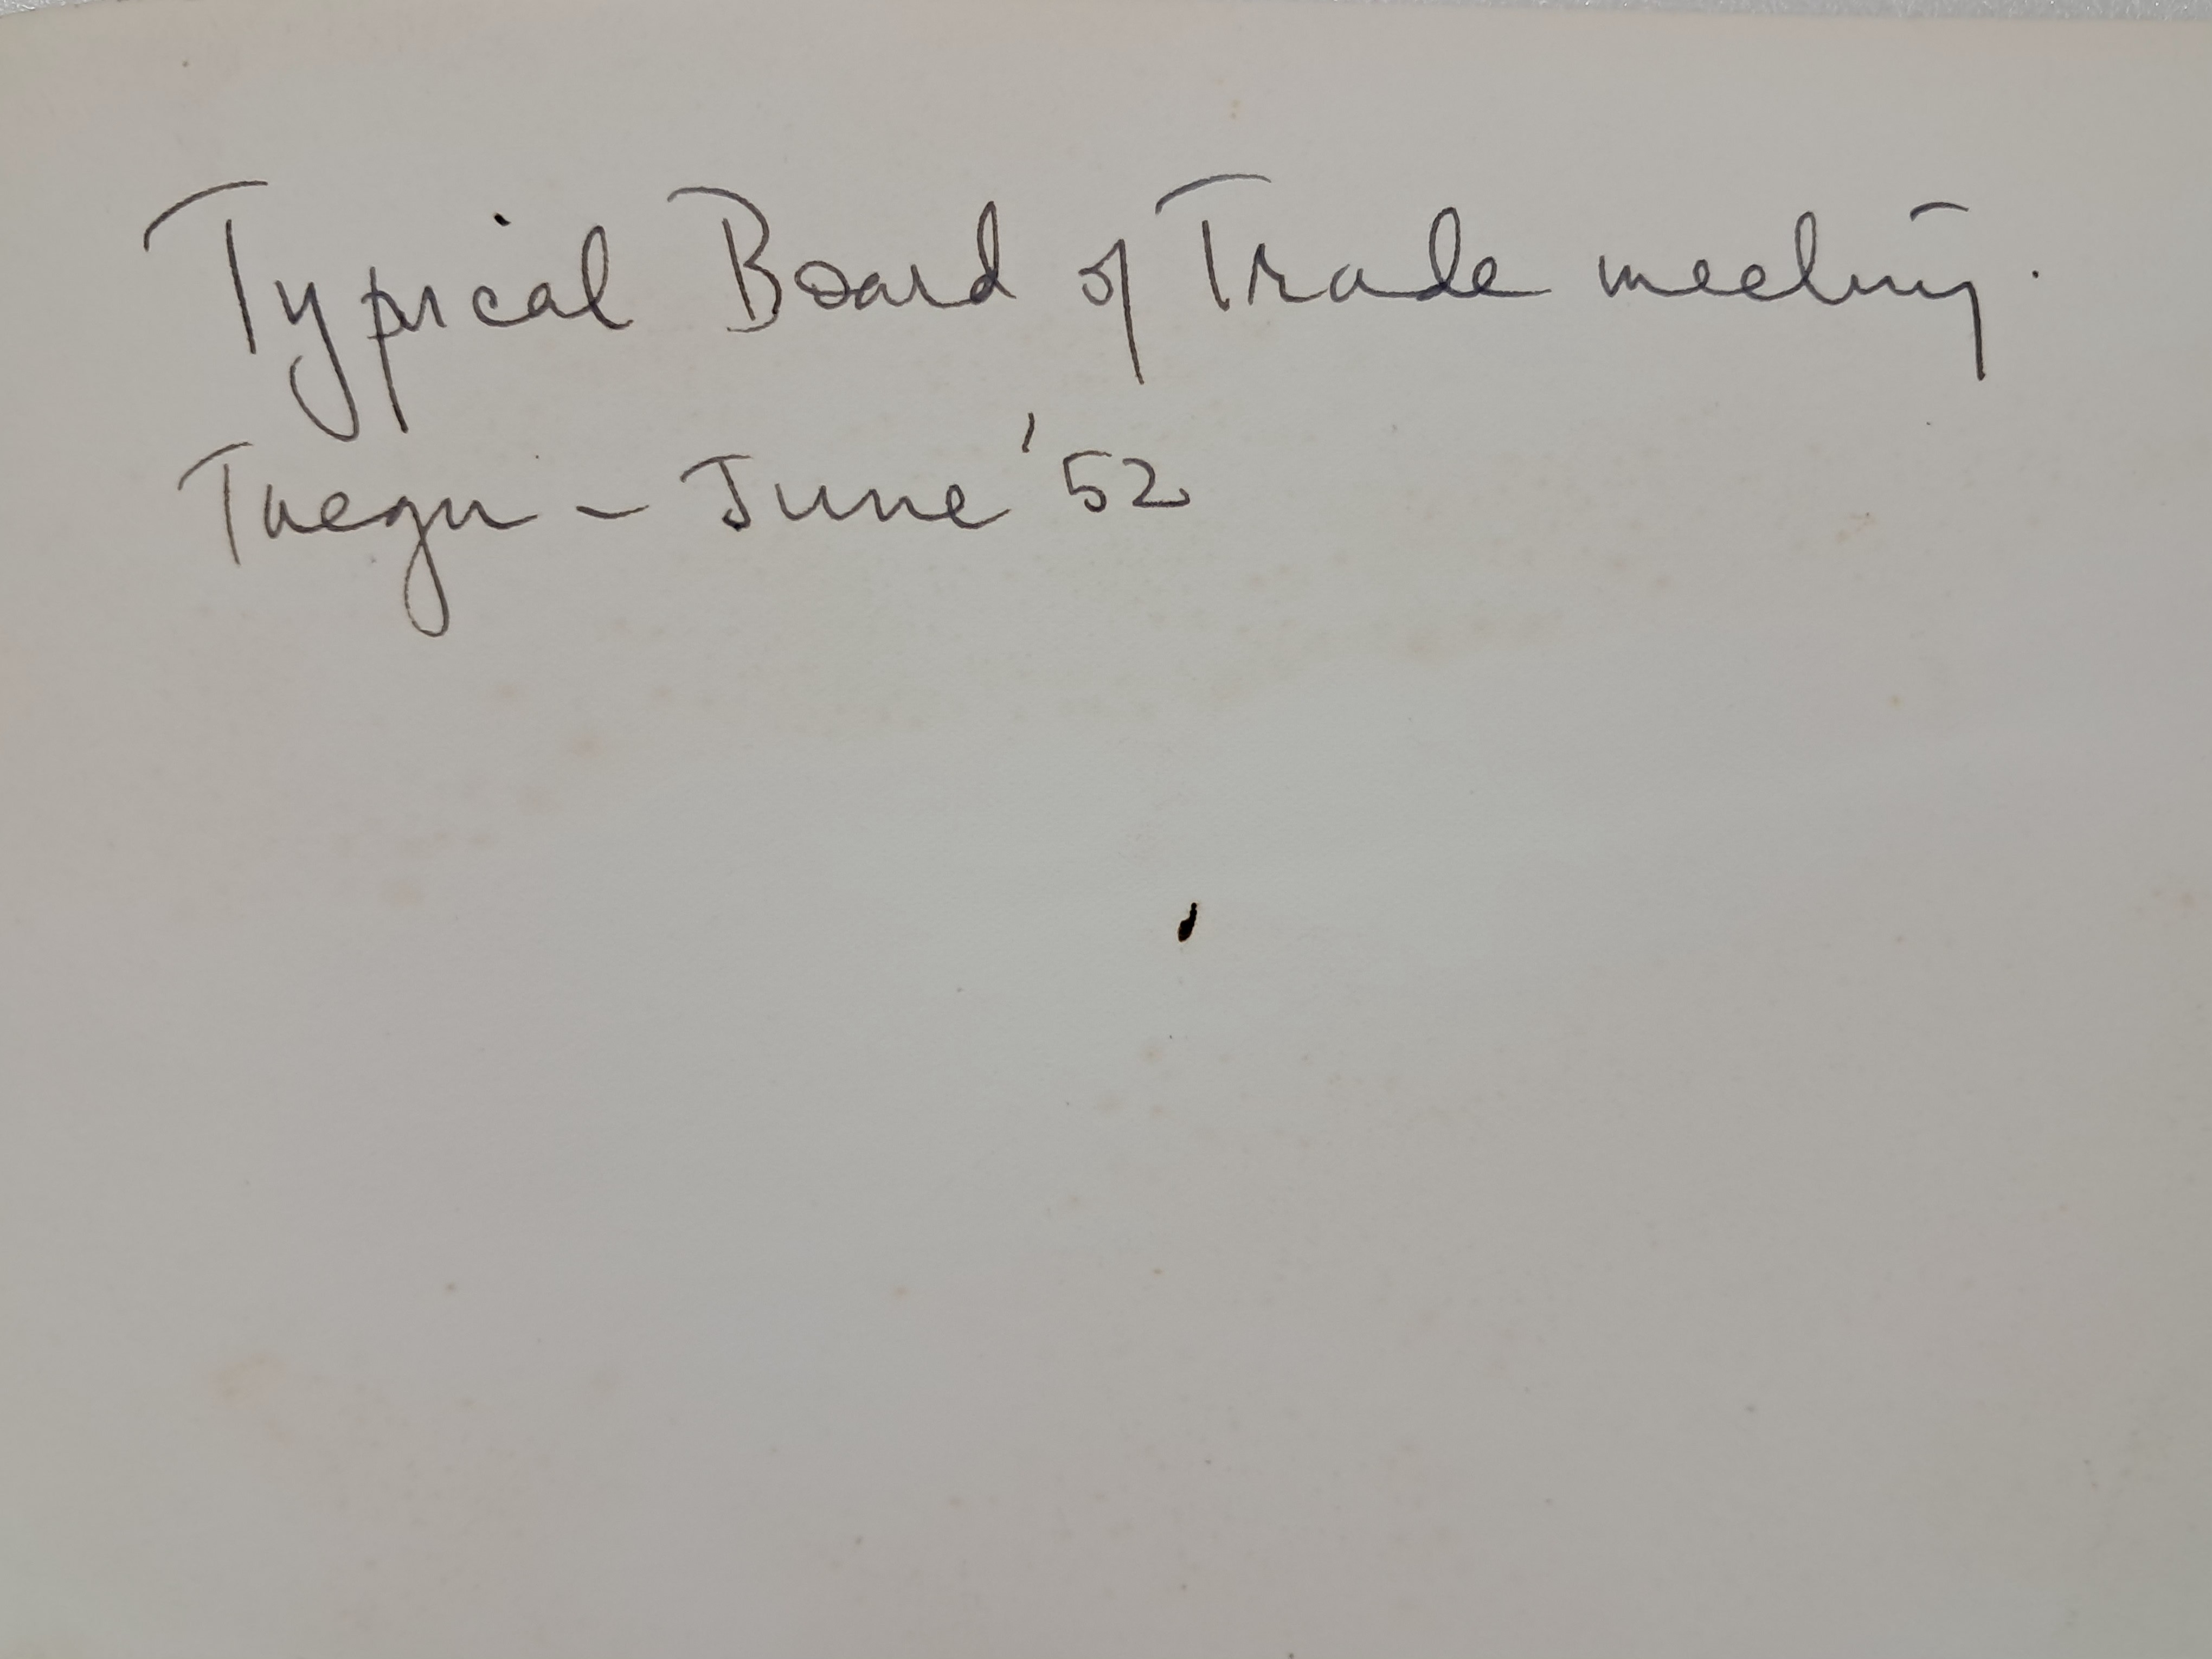 Typical Board of Trade meeting.
Taegu - June '52